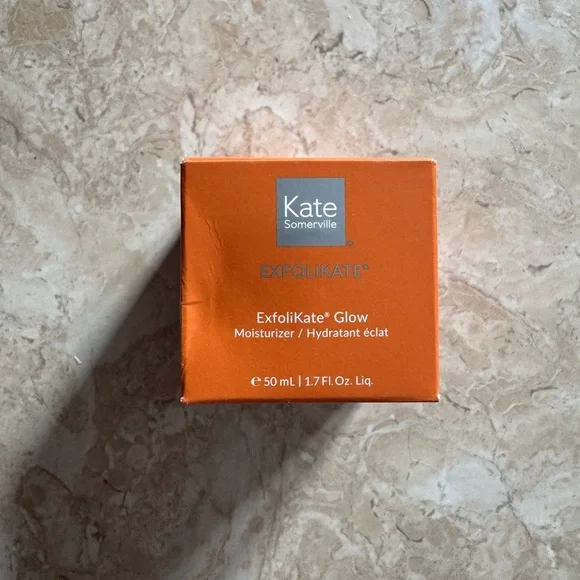 Kate
Somerville®
EXFOLIKATE®
ExfoliKate® Glow
Moisturizer / Hydratant éclat
℮ 50 mL | 1.7 Fl. Oz. Liq.